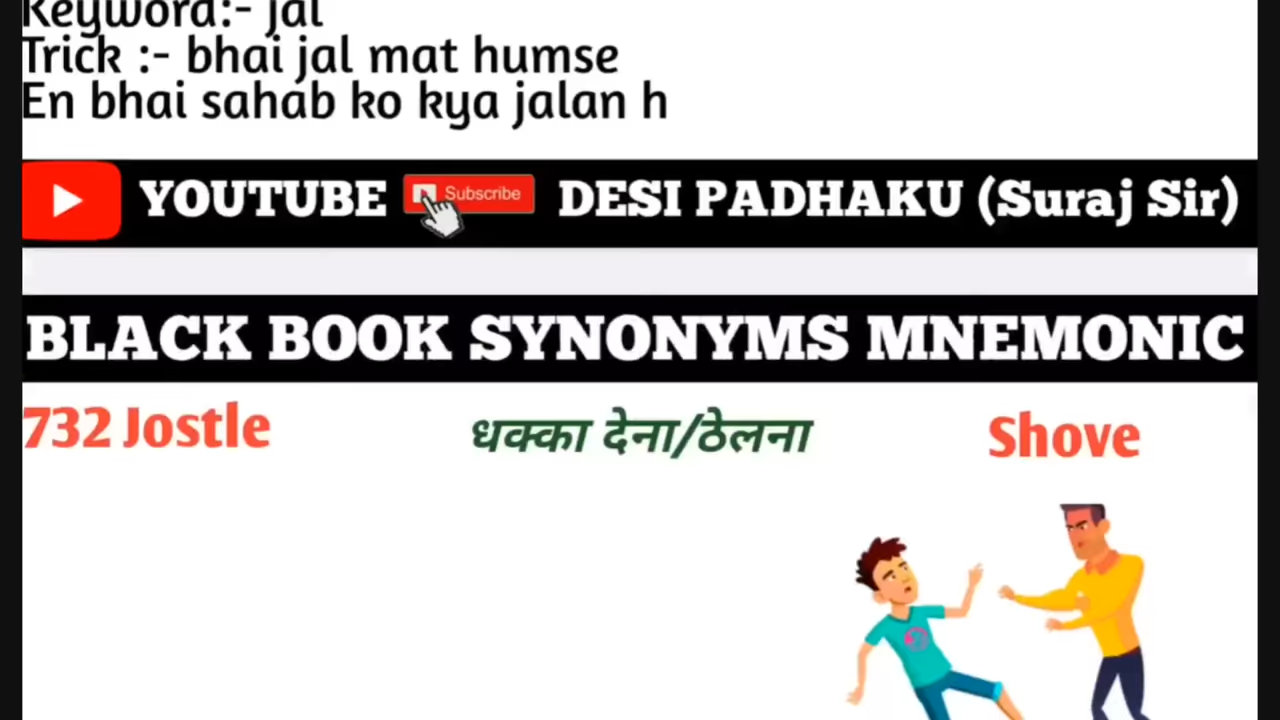 Keyword:- jal
Trick :- bhai jal mat humse
En bhai sahab ko kya jalan h
YOUTUBE Subscribe DESI PADHAKU (Suraj Sir)
BLACK BOOK SYNONYMS MNEMONIC
732 Jostle धक्का देना/ठेलना Shove